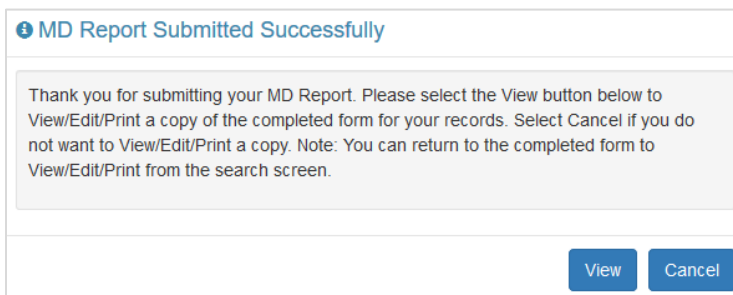 MD Report Submitted Successfully
Thank you for submitting your MD Report. Please select the View button below to
View/Edit/Print a copy of the completed form for your records. Select Cancel if you do
not want to View/Edit/Print a copy. Note: You can return to the completed form to
View/Edit/Print from the search screen.
View Cancel